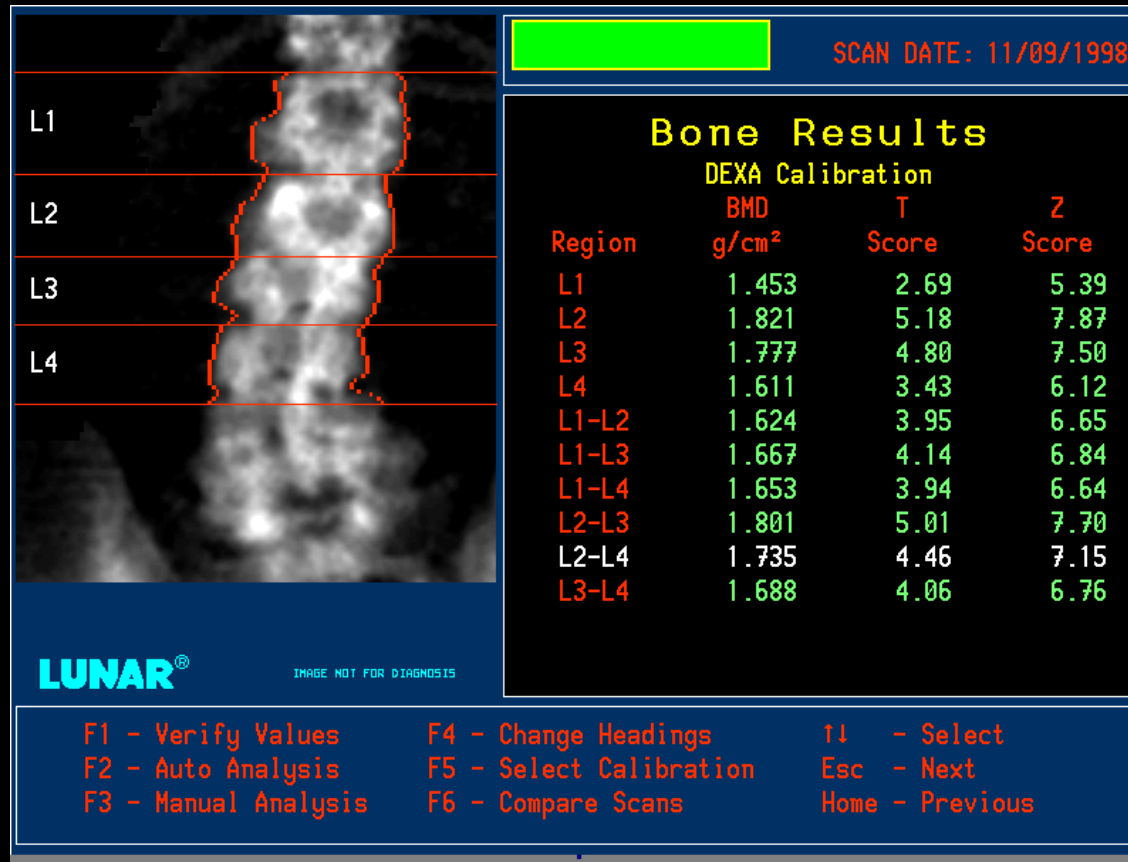 L1
L2
L3
L4
LUNAR®
IMAGE NOT FOR DIAGNOSIS
SCAN DATE: 11/09/1998
Bone Results
DEXA Calibration
BMD T Z
Region g/cm² Score Score
L1 1.453 2.69 5.39
L2 1.821 5.18 7.87
L3 1.777 4.80 7.50
L4 1.611 3.43 6.12
L1-L2 1.624 3.95 6.65
L1-L3 1.667 4.14 6.84
L1-L4 1.653 3.94 6.64
L2-L3 1.801 5.01 7.70
L2-L4 1.735 4.46 7.15
L3-L4 1.688 4.06 6.76
F1 - Verify Values F4 - Change Headings ↑↓ - Select
F2 - Auto Analysis F5 - Select Calibration Esc - Next
F3 - Manual Analysis F6 - Compare Scans Home - Previous